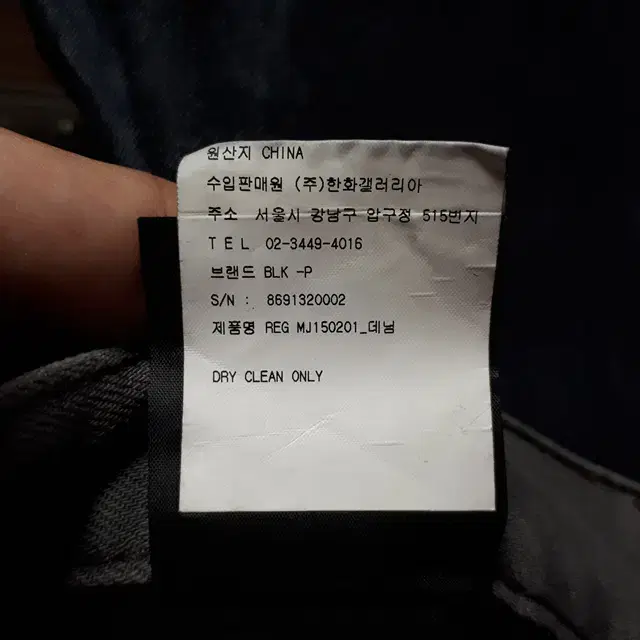 원산지 CHINA
수입판매원 (주)한화갤러리아
주소 서울시 강남구 압구정 515번지
T E L 02-3449-4016
브랜드 BLK -P
S/N : 8691320002
제품명 REG MJ150201_데님
DRY CLEAN ONLY